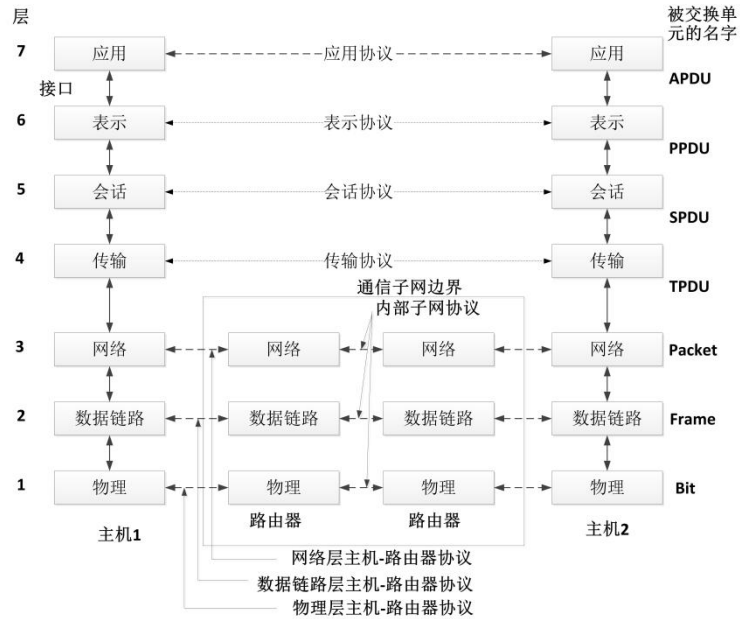 层
被交换单
元的名字
7
应用
应用协议
应用
APDU
接口
6
表示
表示协议
表示
PPDU
5
会话
会话协议
会话
SPDU
4
传输
传输协议
传输
TPDU
通信子网边界
内部子网协议
3
网络
网络
网络
网络
Packet
2
数据链路
数据链路
数据链路
数据链路
Frame
1
物理
物理
物理
物理
Bit
主机1
路由器
路由器
主机2
网络层主机-路由器协议
数据链路层主机-路由器协议
物理层主机-路由器协议